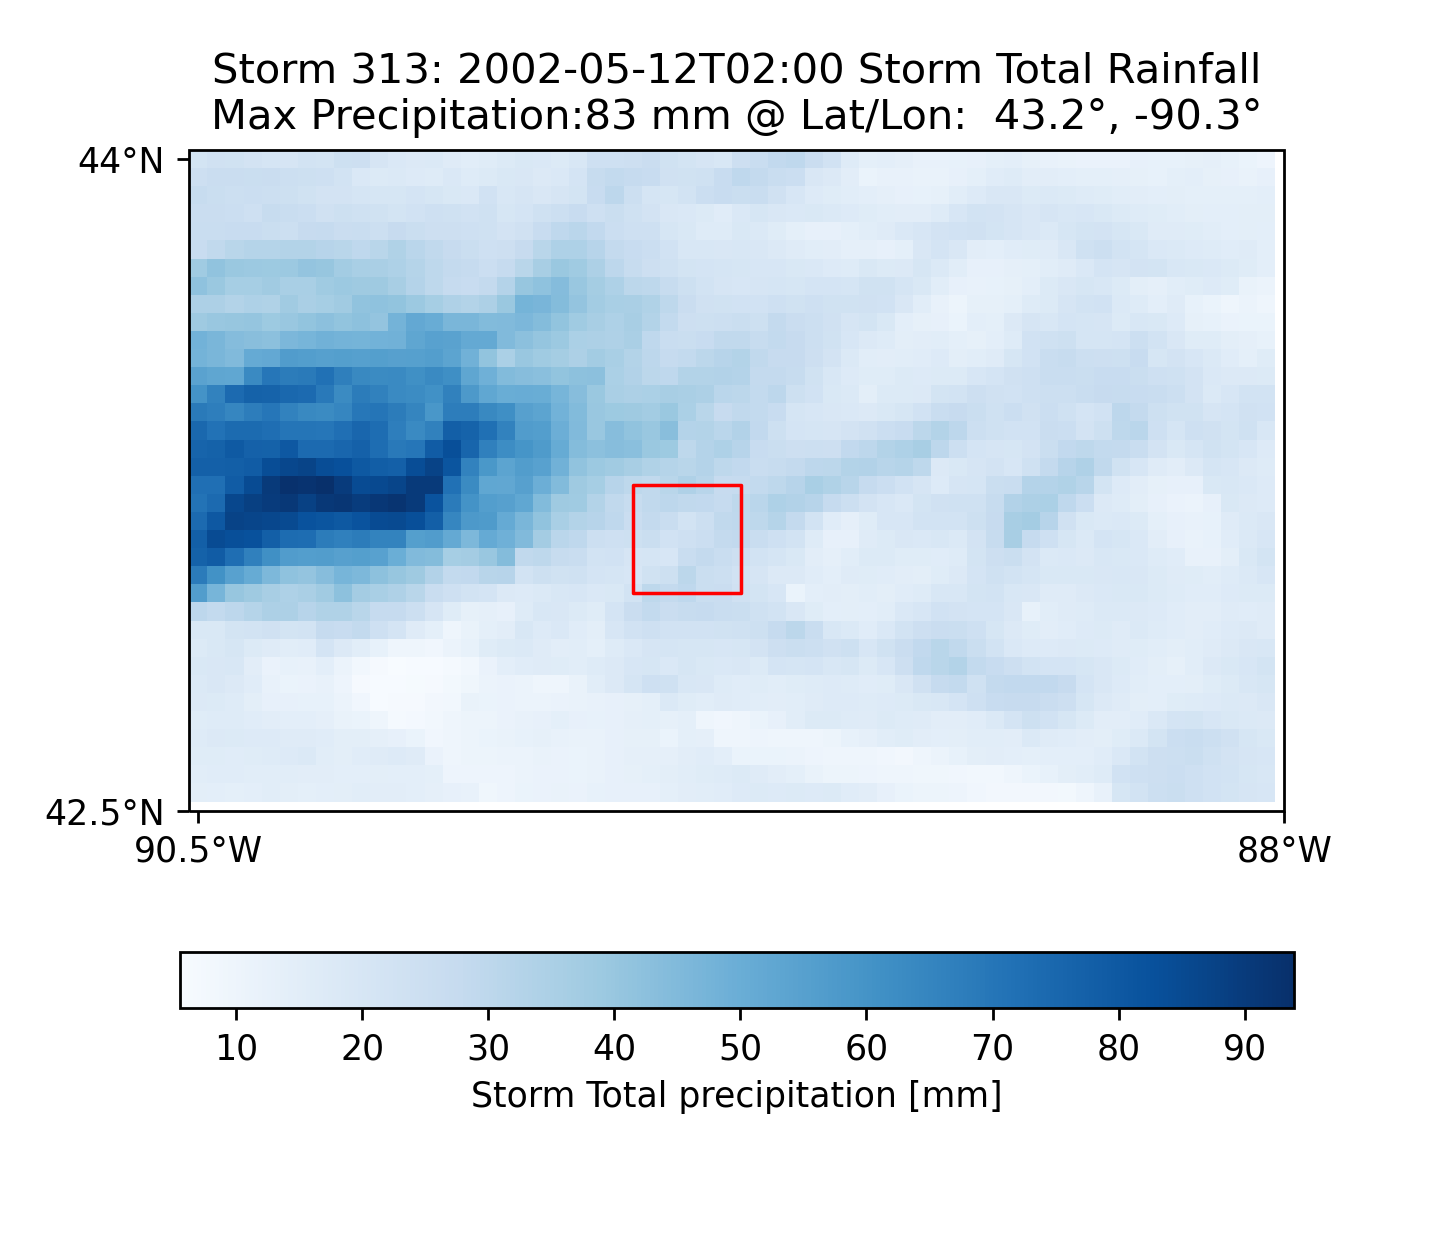 Storm 313: 2002-05-12T02:00 Storm Total Rainfall
Max Precipitation:83 mm @ Lat/Lon:  43.2°, -90.3°
44°N
42.5°N
90.5°W 88°W
10 20 30 40 50 60 70 80 90
Storm Total precipitation [mm]